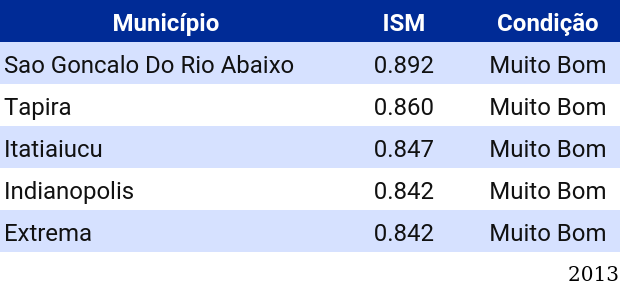 Município ISM Condição
Sao Goncalo Do Rio Abaixo 0.892 Muito Bom
Tapira 0.860 Muito Bom
Itatiaiucu 0.847 Muito Bom
Indianopolis 0.842 Muito Bom
Extrema 0.842 Muito Bom
2013